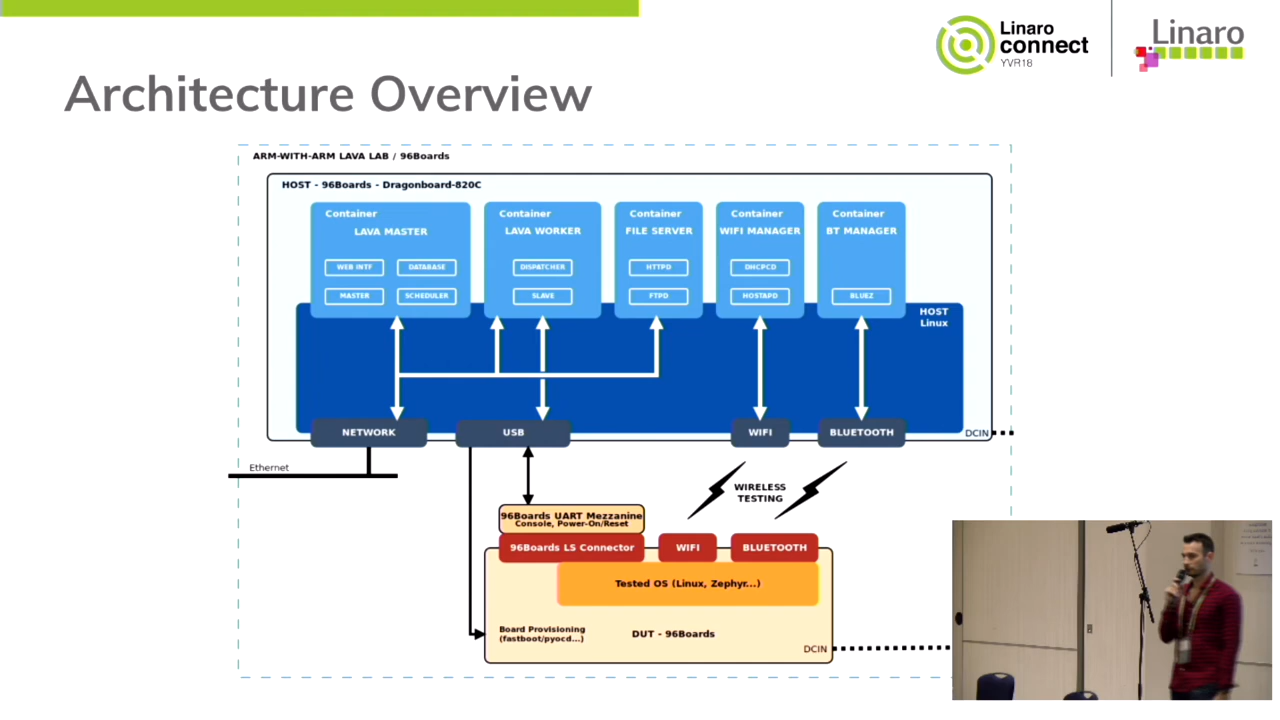 Linaro
connect
YVR18
Linaro
Architecture Overview
ARM-WITH-ARM LAVA LAB / 96Boards
HOST - 96Boards - Dragonboard-820C
Container
LAVA MASTER
WEB INTF
DATABASE
MASTER
SCHEDULER
Container
LAVA WORKER
DISPATCHER
SLAVE
Container
FILE SERVER
HTTPD
FTPD
Container
WIFI MANAGER
DHCPCD
HOSTAPD
Container
BT MANAGER
BLUEZ
HOST
Linux
NETWORK
USB
WIFI
BLUETOOTH
DCIN
Ethernet
WIRELESS
TESTING
96Boards UART Mezzanine
Console, Power-On/Reset
96Boards LS Connector
WIFI
BLUETOOTH
Tested OS (Linux, Zephyr...)
Board Provisioning
(fastboot/pyocd...)
DUT - 96Boards
DCIN